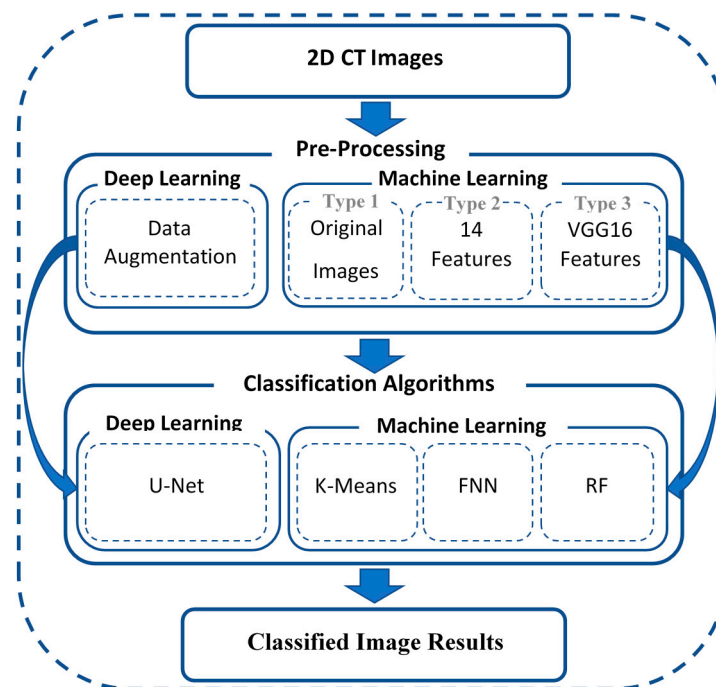 2D CT Images
Pre-Processing
Deep Learning
Machine Learning
Type 1
Type 2
Type 3
Data
Augmentation
Original
Images
14
Features
VGG16
Features
Classification Algorithms
Deep Learning
Machine Learning
U-Net
K-Means
FNN
RF
Classified Image Results